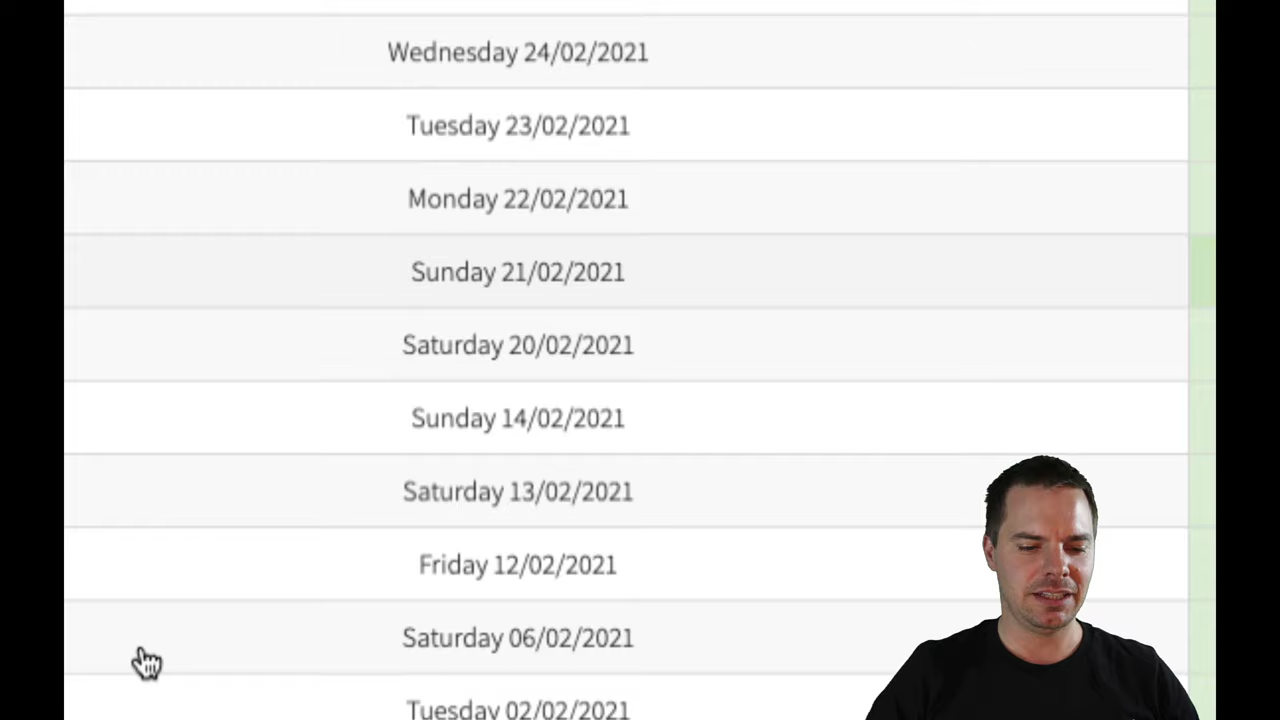 Wednesday 24/02/2021
Tuesday 23/02/2021
Monday 22/02/2021
Sunday 21/02/2021
Saturday 20/02/2021
Sunday 14/02/2021
Saturday 13/02/2021
Friday 12/02/2021
Saturday 06/02/2021
Tuesday 02/02/2021